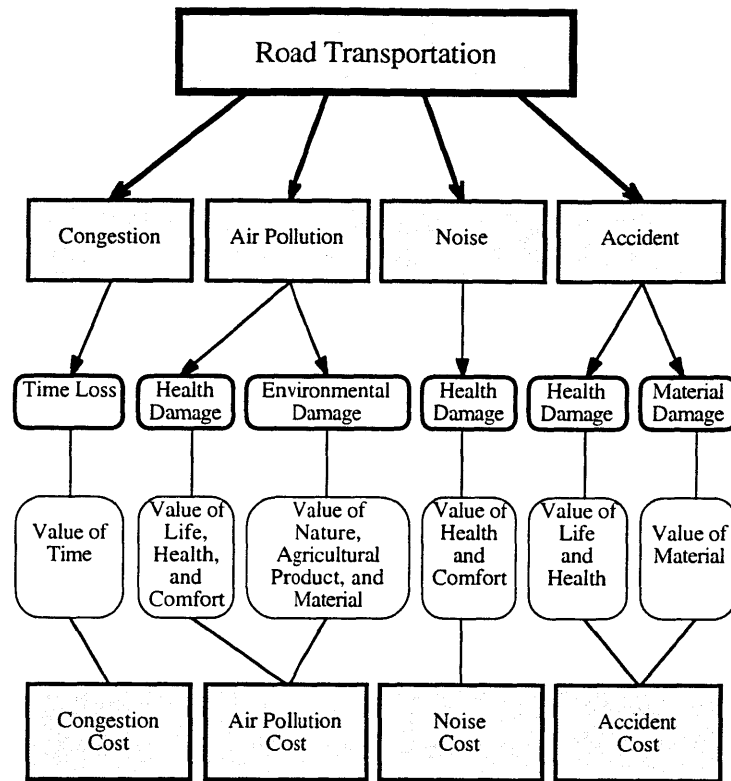 Road Transportation
Congestion
Air Pollution
Noise
Accident
Time Loss
Health
Damage
Environmental
Damage
Health
Damage
Health
Damage
Material
Damage
Value of
Time
Value of
Life,
Health,
and
Comfort
Value of
Nature,
Agricultural
Product, and
Material
Value of
Health
and
Comfort
Value of
Life
and
Health
Value of
Material
Congestion
Cost
Air Pollution
Cost
Noise
Cost
Accident
Cost